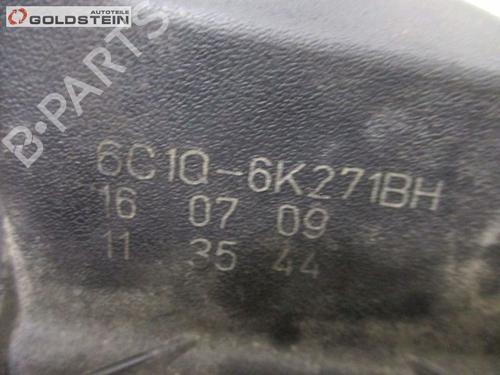 AUTOTEILE
GOLDSTEIN
B-PARTS
6C1Q-6K271BH
16 07 09
11 35 44